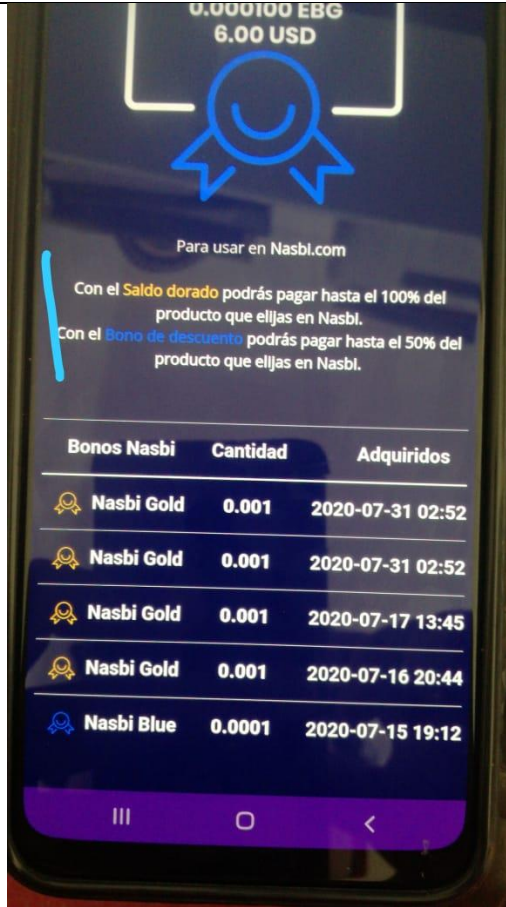 0.000100 EBG
6.00 USD
Para usar en Nasbl.com
Con el Saldo dorado podrás pagar hasta el 100% del
producto que elijas en Nasbl.
Con el Bono de descuento podrás pagar hasta el 50% del
producto que elijas en Nasbl.
Bonos Nasbi Cantidad Adquiridos
Nasbi Gold 0.001 2020-07-31 02:52
Nasbi Gold 0.001 2020-07-31 02:52
Nasbi Gold 0.001 2020-07-17 13:45
Nasbi Gold 0.001 2020-07-16 20:44
Nasbi Blue 0.0001 2020-07-15 19:12